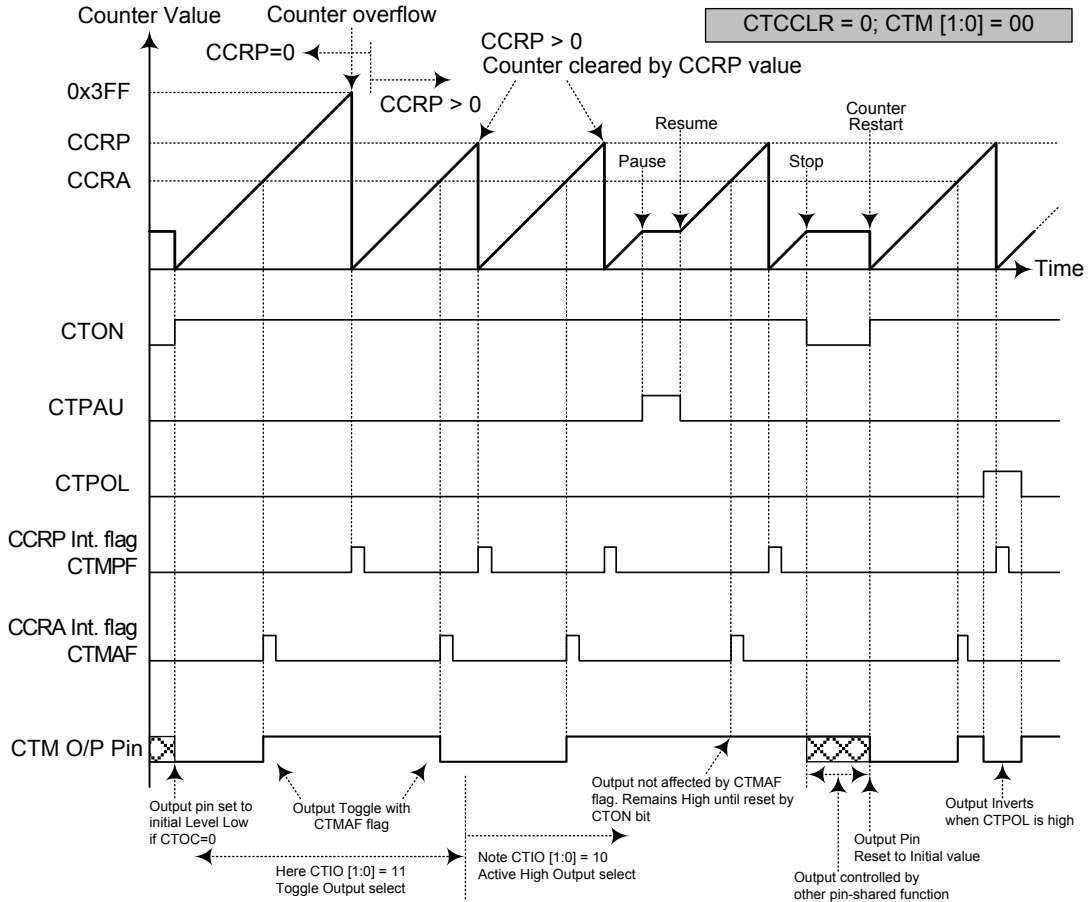 Counter Value
Counter overflow
CTCCLR = 0; CTM [1:0] = 00
CCRP=0
CCRP > 0
CCRP > 0
Counter cleared by CCRP value
0x3FF
CCRP
CCRA
Pause
Resume
Stop
Counter
Restart
Time
CTON
CTPAU
CTPOL
CCRP Int. flag
CTMPF
CCRA Int. flag
CTMAF
CTM O/P Pin
Output pin set to
initial Level Low
if CTOC=0
Output Toggle with
CTMAF flag
Output not affected by CTMAF
flag. Remains High until reset by
CTON bit
Output Inverts
when CTPOL is high
Output Pin
Reset to Initial value
Here CTIO [1:0] = 11
Toggle Output select
Note CTIO [1:0] = 10
Active High Output select
Output controlled by
other pin-shared function